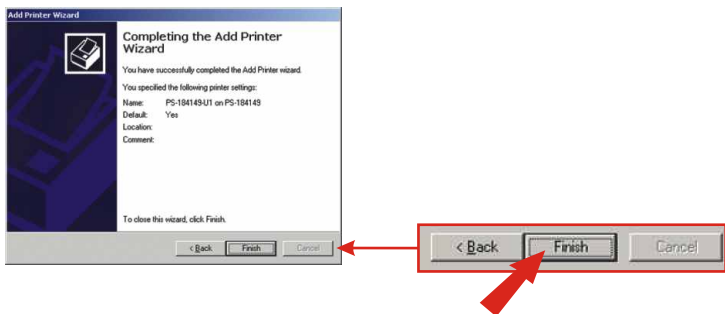 Add Printer Wizard
Completing the Add Printer
Wizard
You have successfully completed the Add Printer wizard.
You specified the following printer settings:
Name: PS-184149-U1 on PS-184149
Default: Yes
Location:
Comment:
To close this wizard, click Finish.
< Back Finish Cancel
< Back Finish Cancel